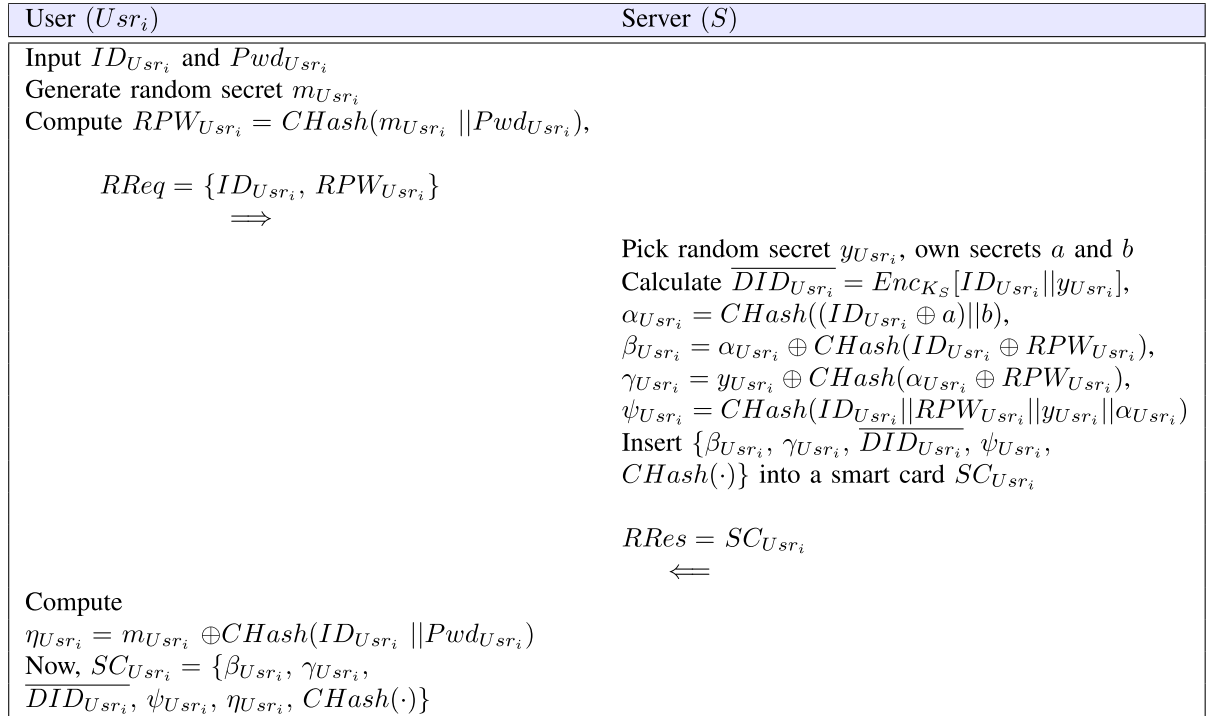 User (Usr_i) Server (S)
Input ID_{Usr_i} and Pwd_{Usr_i}
Generate random secret m_{Usr_i}
Compute RPW_{Usr_i} = CHash(m_{Usr_i} ||Pwd_{Usr_i}),
RReq = {ID_{Usr_i}, RPW_{Usr_i}}
⟹
Pick random secret y_{Usr_i}, own secrets a and b
Calculate \overline{DID_{Usr_i}} = Enc_{K_S}[ID_{Usr_i}||y_{Usr_i}],
α_{Usr_i} = CHash((ID_{Usr_i} ⊕ a)||b),
β_{Usr_i} = α_{Usr_i} ⊕ CHash(ID_{Usr_i} ⊕ RPW_{Usr_i}),
γ_{Usr_i} = y_{Usr_i} ⊕ CHash(α_{Usr_i} ⊕ RPW_{Usr_i}),
ψ_{Usr_i} = CHash(ID_{Usr_i}||RPW_{Usr_i}||y_{Usr_i}||α_{Usr_i})
Insert {β_{Usr_i}, γ_{Usr_i}, \overline{DID_{Usr_i}}, ψ_{Usr_i},
CHash(·)} into a smart card SC_{Usr_i}
RRes = SC_{Usr_i}
⟸
Compute
η_{Usr_i} = m_{Usr_i} ⊕CHash(ID_{Usr_i} ||Pwd_{Usr_i})
Now, SC_{Usr_i} = {β_{Usr_i}, γ_{Usr_i},
\overline{DID_{Usr_i}}, ψ_{Usr_i}, η_{Usr_i}, CHash(·)}